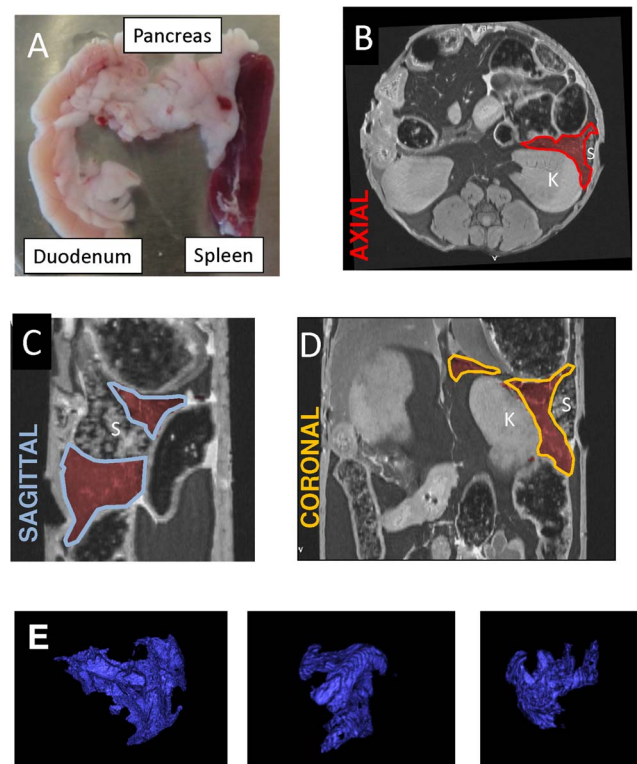 A
Pancreas
Duodenum
Spleen
B
AXIAL
K
S
v
C
SAGITTAL
S
D
CORONAL
K
S
v
E